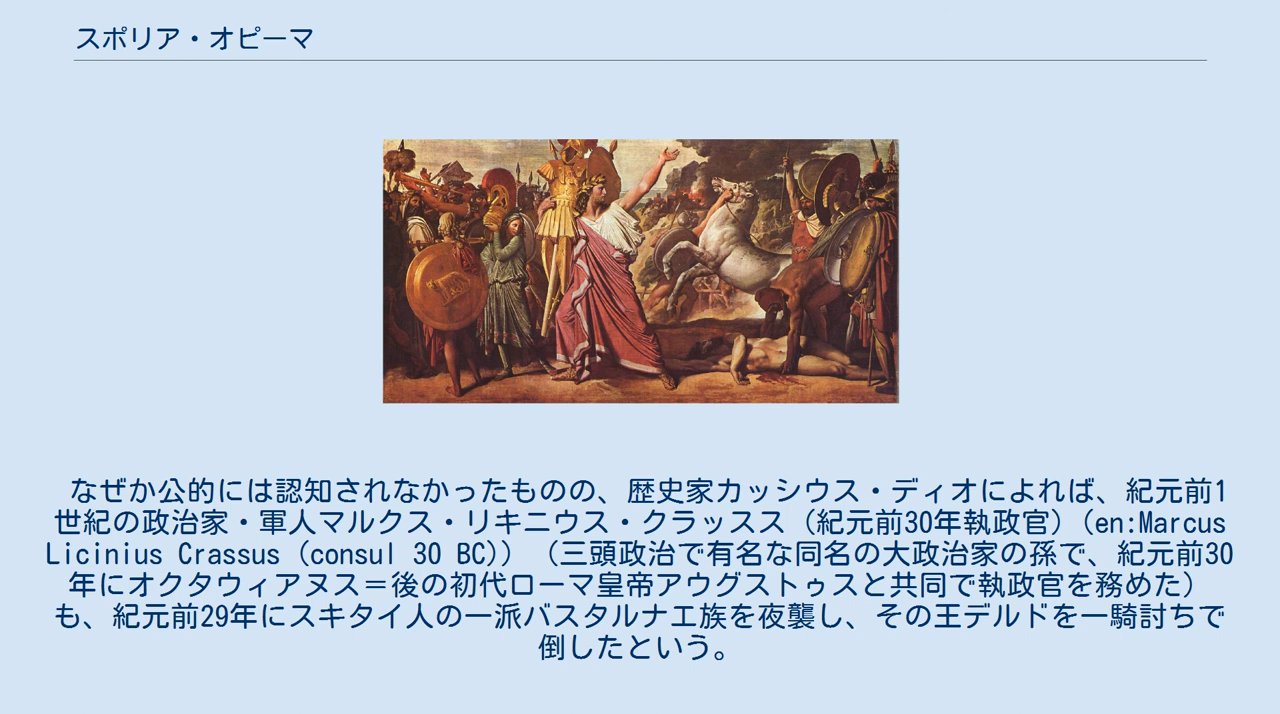 スポリア・オピーマ
なぜか公的には認知されなかったものの、歴史家カッシウス・ディオによれば、紀元前1
世紀の政治家・軍人マルクス・リキニウス・クラッスス（紀元前30年執政官）(en:Marcus
Licinius Crassus (consul 30 BC)) （三頭政治で有名な同名の大政治家の孫で、紀元前30
年にオクタウィアヌス＝後の初代ローマ皇帝アウグストゥスと共同で執政官を務めた）
も、紀元前29年にスキタイ人の一派バスタルナエ族を夜襲し、その王デルドを一騎討ちで
倒したという。